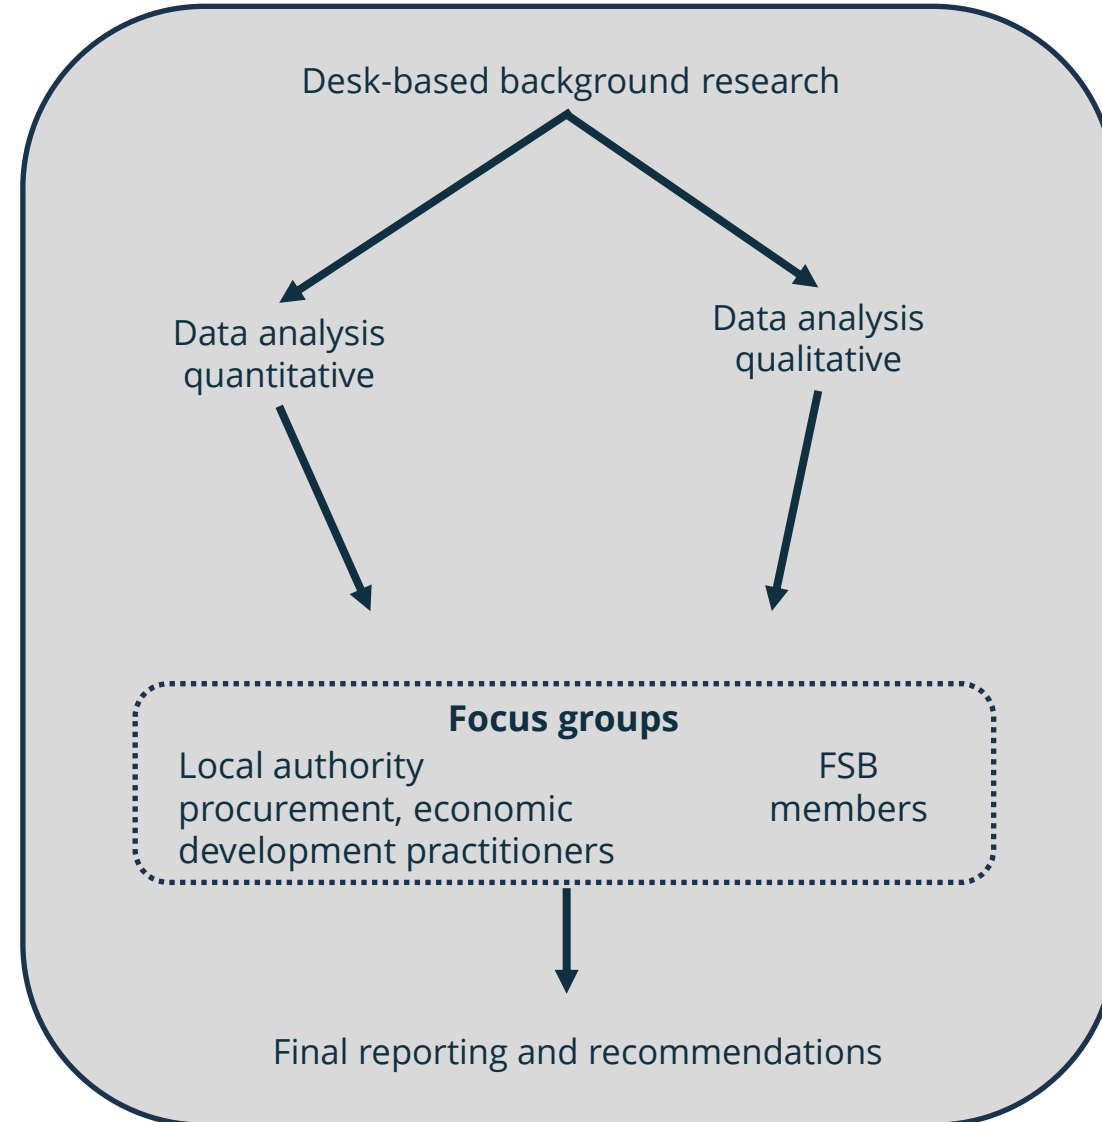 Desk-based background research
Data analysis
quantitative
Data analysis
qualitative
Focus groups
Local authority
procurement, economic
development practitioners
FSB
members
Final reporting and recommendations